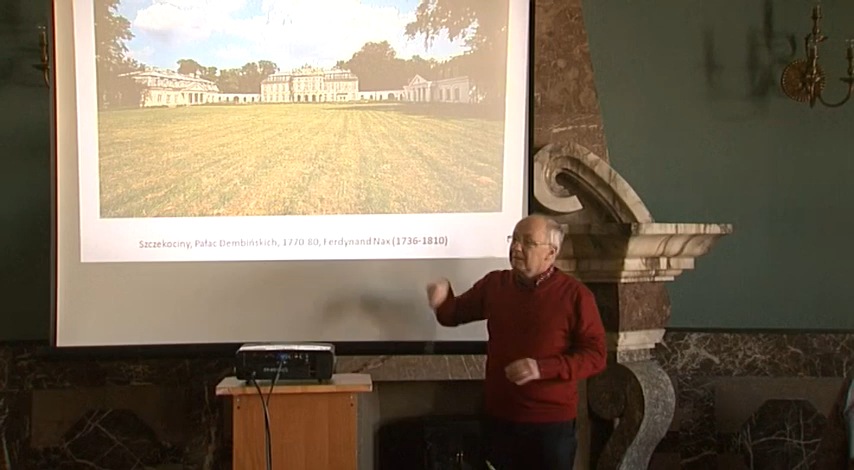 Szczekociny, Pałac Dembińskich, 1770-80, Ferdynand Nax (1736-1810)